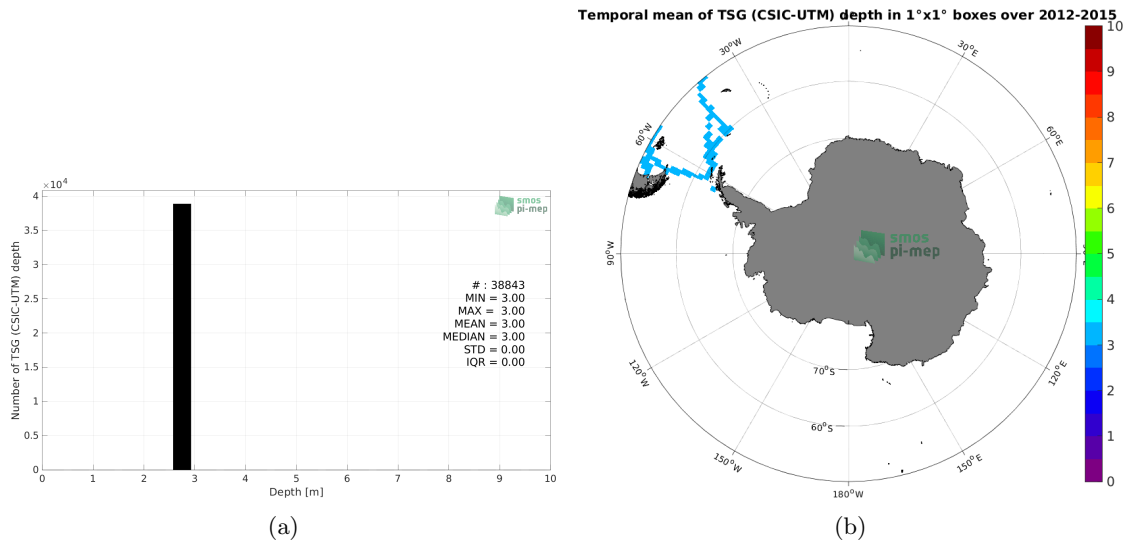 Temporal mean of TSG (CSIC-UTM) depth in 1°x1° boxes over 2012-2015
×10⁴
4
3.5
3
2.5
2
1.5
1
0.5
0
Number of TSG (CSIC-UTM) depth
smos
pi-mep
# : 38843
MIN = 3.00
MAX = 3.00
MEAN = 3.00
MEDIAN = 3.00
STD = 0.00
IQR = 0.00
0 1 2 3 4 5 6 7 8 9 10
Depth [m]
(a)
0°
30°W
30°E
60°W
60°E
90°W
120°W
120°E
150°W
150°E
180°W
70°S
60°S
smos
pi-mep
10
9
8
7
6
5
4
3
2
1
0
(b)